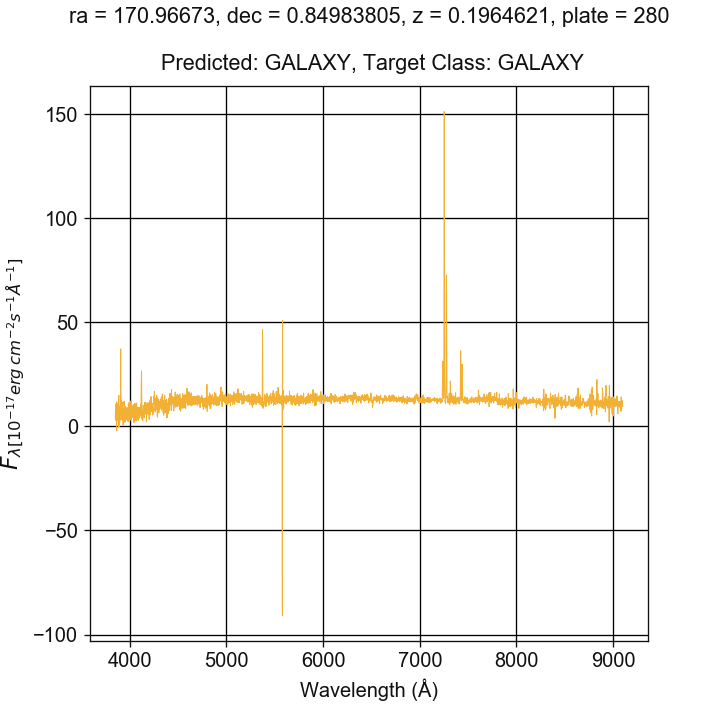 ra = 170.96673, dec = 0.84983805, z = 0.1964621, plate = 280
Predicted: GALAXY, Target Class: GALAXY
150
100
50
0
−50
−100
4000 5000 6000 7000 8000 9000
Wavelength (Å)
F_λ[10^{−17} erg cm^{−2}s^{−1}Å^{−1}]